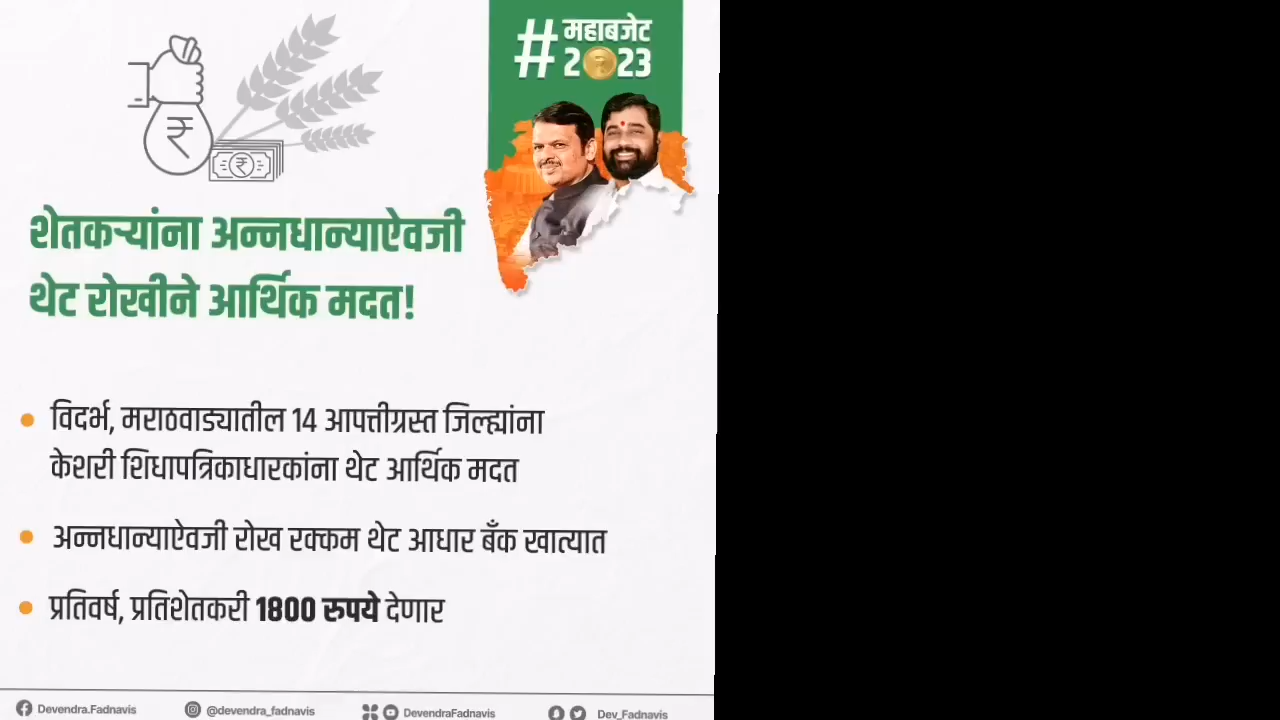 #महाबजेट
2023
शेतकऱ्यांना अन्नधान्याऐवजी
थेट रोखीने आर्थिक मदत!
विदर्भ, मराठवाड्यातील 14 आपत्तीग्रस्त जिल्ह्यांना
केशरी शिधापत्रिकाधारकांना थेट आर्थिक मदत
अन्नधान्याऐवजी रोख रक्कम थेट आधार बँक खात्यात
प्रतिवर्ष, प्रतिशेतकरी 1800 रुपये देणार
Devendra.Fadnavis @devendra_fadnavis DevendraFadnavis Dev_Fadnavis